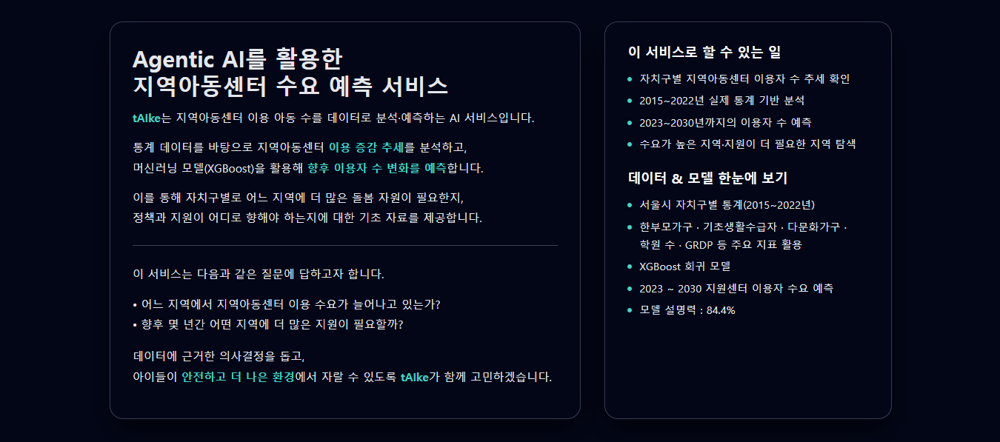 Agentic AI를 활용한
지역아동센터 수요 예측 서비스
tAIke는 지역아동센터 이용 아동 수를 데이터로 분석·예측하는 AI 서비스입니다.
통계 데이터를 바탕으로 지역아동센터 이용 증감 추세를 분석하고,
머신러닝 모델(XGBoost)을 활용해 향후 이용자 수 변화를 예측합니다.
이를 통해 자치구별로 어느 지역에 더 많은 돌봄 자원이 필요한지,
정책과 지원이 어디로 향해야 하는지에 대한 기초 자료를 제공합니다.
이 서비스는 다음과 같은 질문에 답하고자 합니다.
• 어느 지역에서 지역아동센터 이용 수요가 늘어나고 있는가?
• 향후 몇 년간 어떤 지역에 더 많은 지원이 필요할까?
데이터에 근거한 의사결정을 돕고,
아이들이 안전하고 더 나은 환경에서 자랄 수 있도록 tAIke가 함께 고민하겠습니다.
이 서비스로 할 수 있는 일
• 자치구별 지역아동센터 이용자 수 추세 확인
• 2015~2022년 실제 통계 기반 분석
• 2023~2030년까지의 이용자 수 예측
• 수요가 높은 지역·지원이 더 필요한 지역 탐색
데이터 & 모델 한눈에 보기
• 서울시 자치구별 통계(2015~2022년)
• 한부모가구 · 기초생활수급자 · 다문화가구 ·
학원 수 · GRDP 등 주요 지표 활용
• XGBoost 회귀 모델
• 2023 ~ 2030 지원센터 이용자 수요 예측
• 모델 설명력 : 84.4%